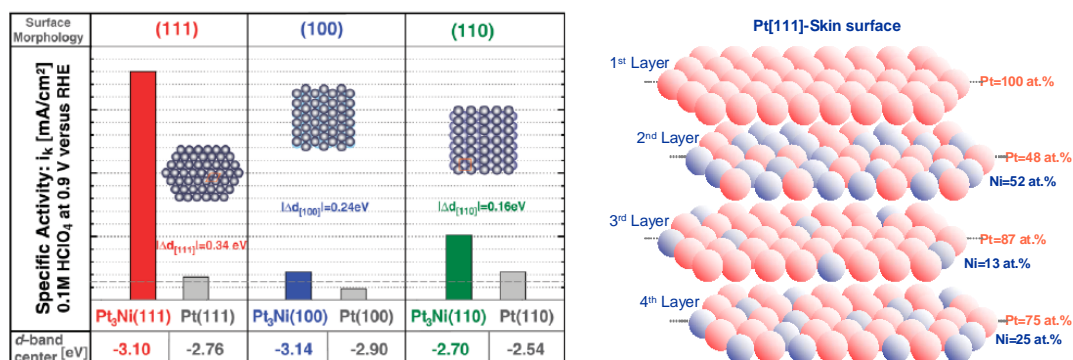 Surface
Morphology
(111)
(100)
(110)
Specific Activity: iₖ [mA/cm²]
0.1M HClO₄ at 0.9 V versus RHE
|Δd[111]|=0.34 eV
|Δd[100]|=0.24eV
|Δd[110]|=0.16eV
Pt₃Ni(111)
Pt(111)
Pt₃Ni(100)
Pt(100)
Pt₃Ni(110)
Pt(110)
d-band
center [eV]
-3.10
-2.76
-3.14
-2.90
-2.70
-2.54
Pt[111]-Skin surface
1st Layer
Pt=100 at.%
2nd Layer
Pt=48 at.%
Ni=52 at.%
3rd Layer
Pt=87 at.%
Ni=13 at.%
4th Layer
Pt=75 at.%
Ni=25 at.%